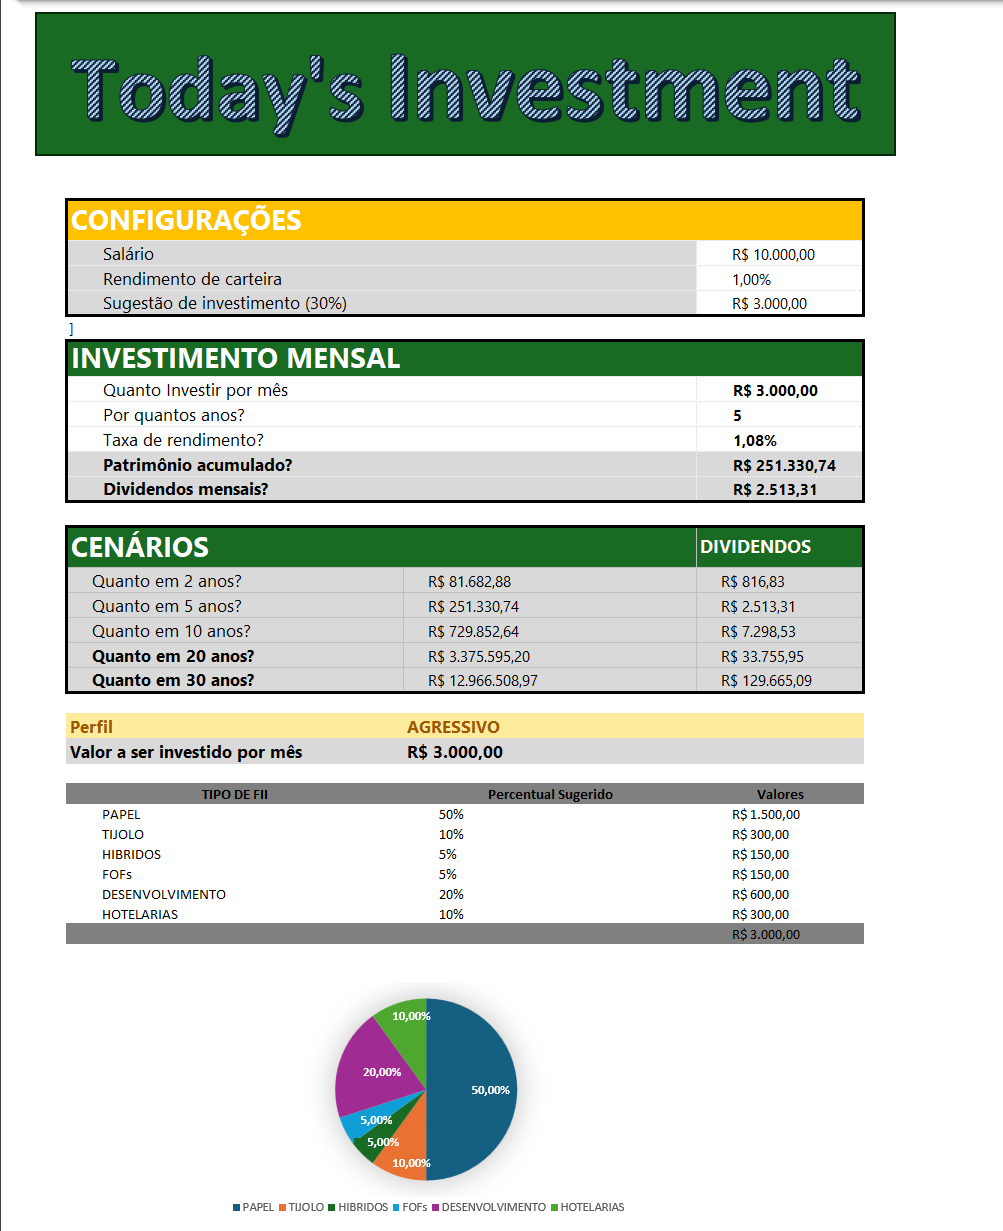 Today's Investment
CONFIGURAÇÕES
Salário R$ 10.000,00
Rendimento de carteira 1,00%
Sugestão de investimento (30%) R$ 3.000,00
]
INVESTIMENTO MENSAL
Quanto Investir por mês R$ 3.000,00
Por quantos anos? 5
Taxa de rendimento? 1,08%
Patrimônio acumulado? R$ 251.330,74
Dividendos mensais? R$ 2.513,31
CENÁRIOS DIVIDENDOS
Quanto em 2 anos? R$ 81.682,88 R$ 816,83
Quanto em 5 anos? R$ 251.330,74 R$ 2.513,31
Quanto em 10 anos? R$ 729.852,64 R$ 7.298,53
Quanto em 20 anos? R$ 3.375.595,20 R$ 33.755,95
Quanto em 30 anos? R$ 12.966.508,97 R$ 129.665,09
Perfil AGRESSIVO
Valor a ser investido por mês R$ 3.000,00
TIPO DE FII Percentual Sugerido Valores
PAPEL 50% R$ 1.500,00
TIJOLO 10% R$ 300,00
HIBRIDOS 5% R$ 150,00
FOFs 5% R$ 150,00
DESENVOLVIMENTO 20% R$ 600,00
HOTELARIAS 10% R$ 300,00
R$ 3.000,00
10,00%
20,00%
50,00%
5,00%
5,00%
10,00%
PAPEL TIJOLO HIBRIDOS FOFs DESENVOLVIMENTO HOTELARIAS